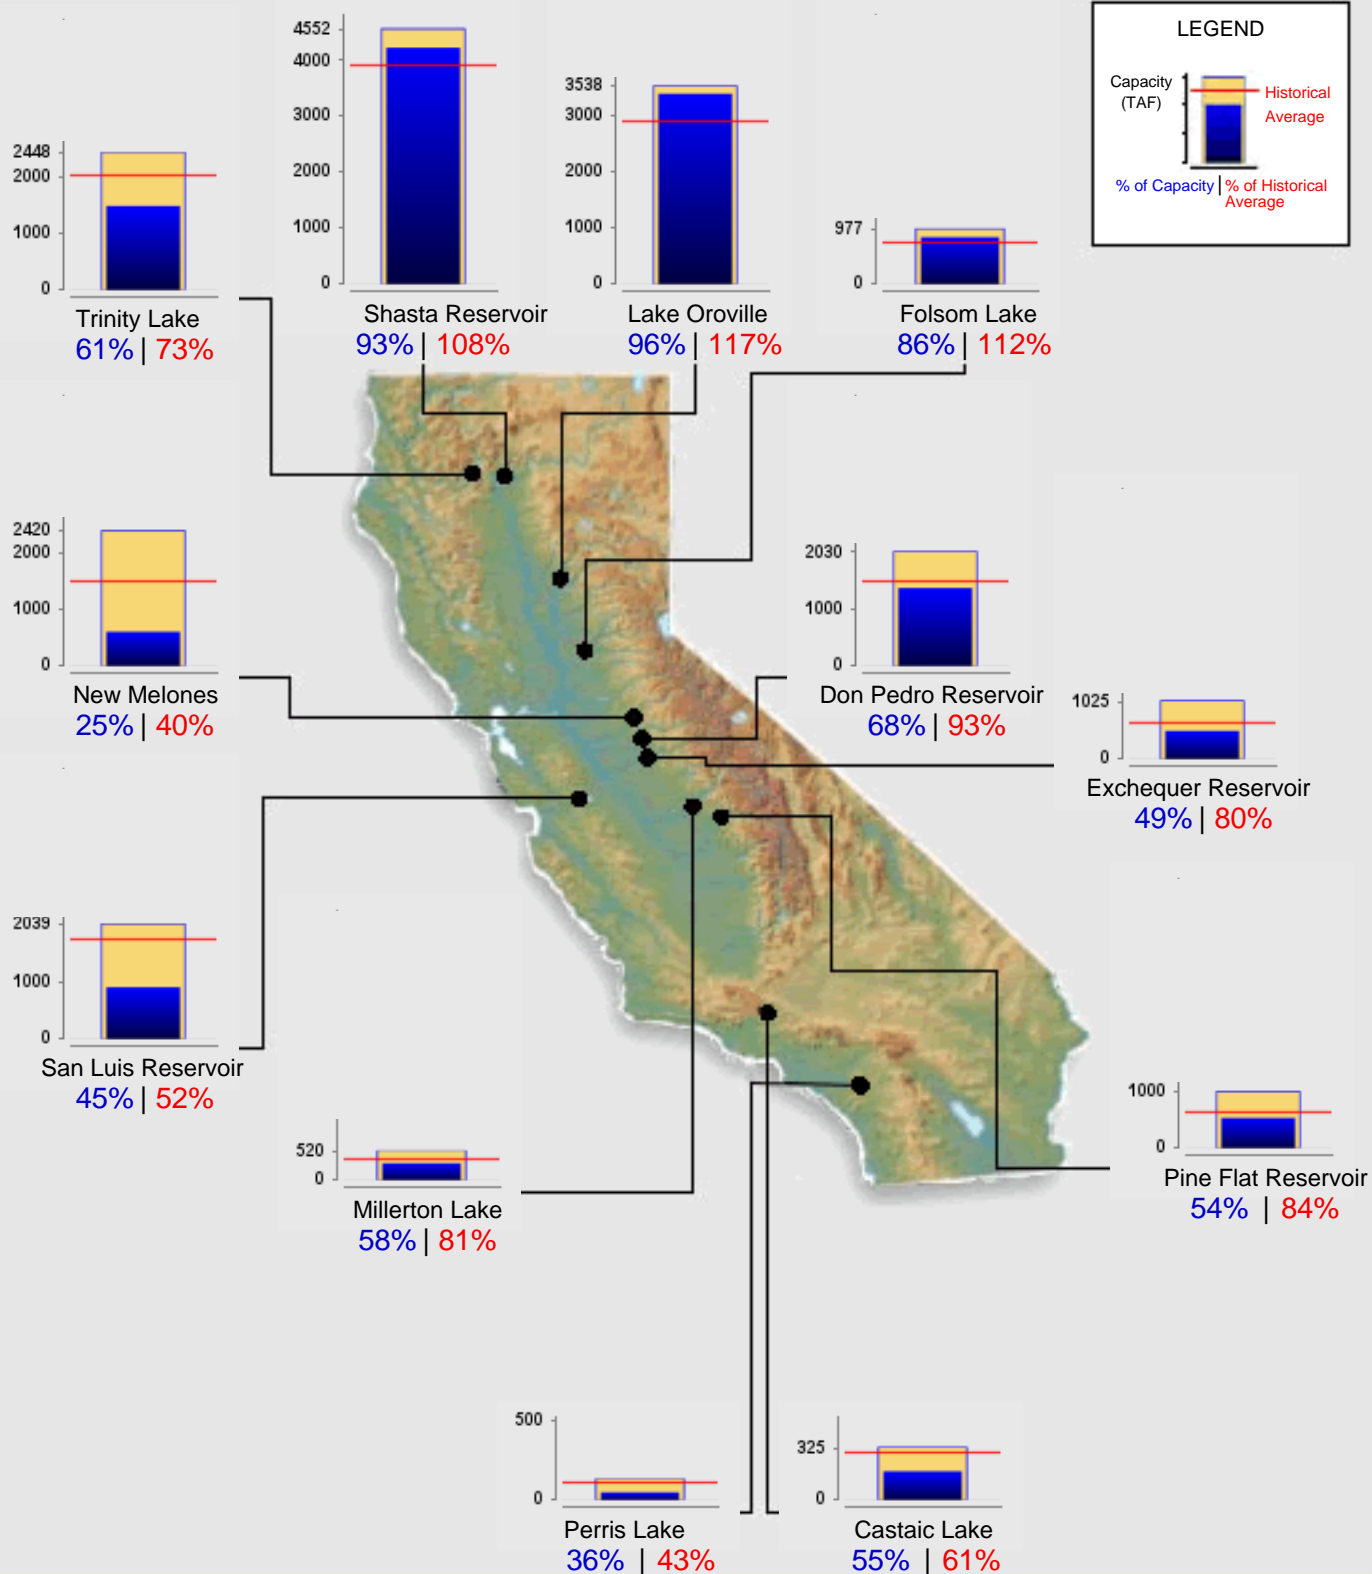 4552
4000
3000
2000
1000
0
Shasta Reservoir
93% | 108%
3538
3000
2000
1000
0
Lake Oroville
96% | 117%
LEGEND
Capacity
(TAF)
Historical
Average
% of Capacity | % of Historical
Average
2448
2000
1000
0
Trinity Lake
61% | 73%
977
0
Folsom Lake
86% | 112%
2420
2000
1000
0
New Melones
25% | 40%
2030
1000
0
Don Pedro Reservoir
68% | 93%
1025
0
Exchequer Reservoir
49% | 80%
2039
1000
0
San Luis Reservoir
45% | 52%
520
0
Millerton Lake
58% | 81%
1000
0
Pine Flat Reservoir
54% | 84%
500
0
Perris Lake
36% | 43%
325
0
Castaic Lake
55% | 61%